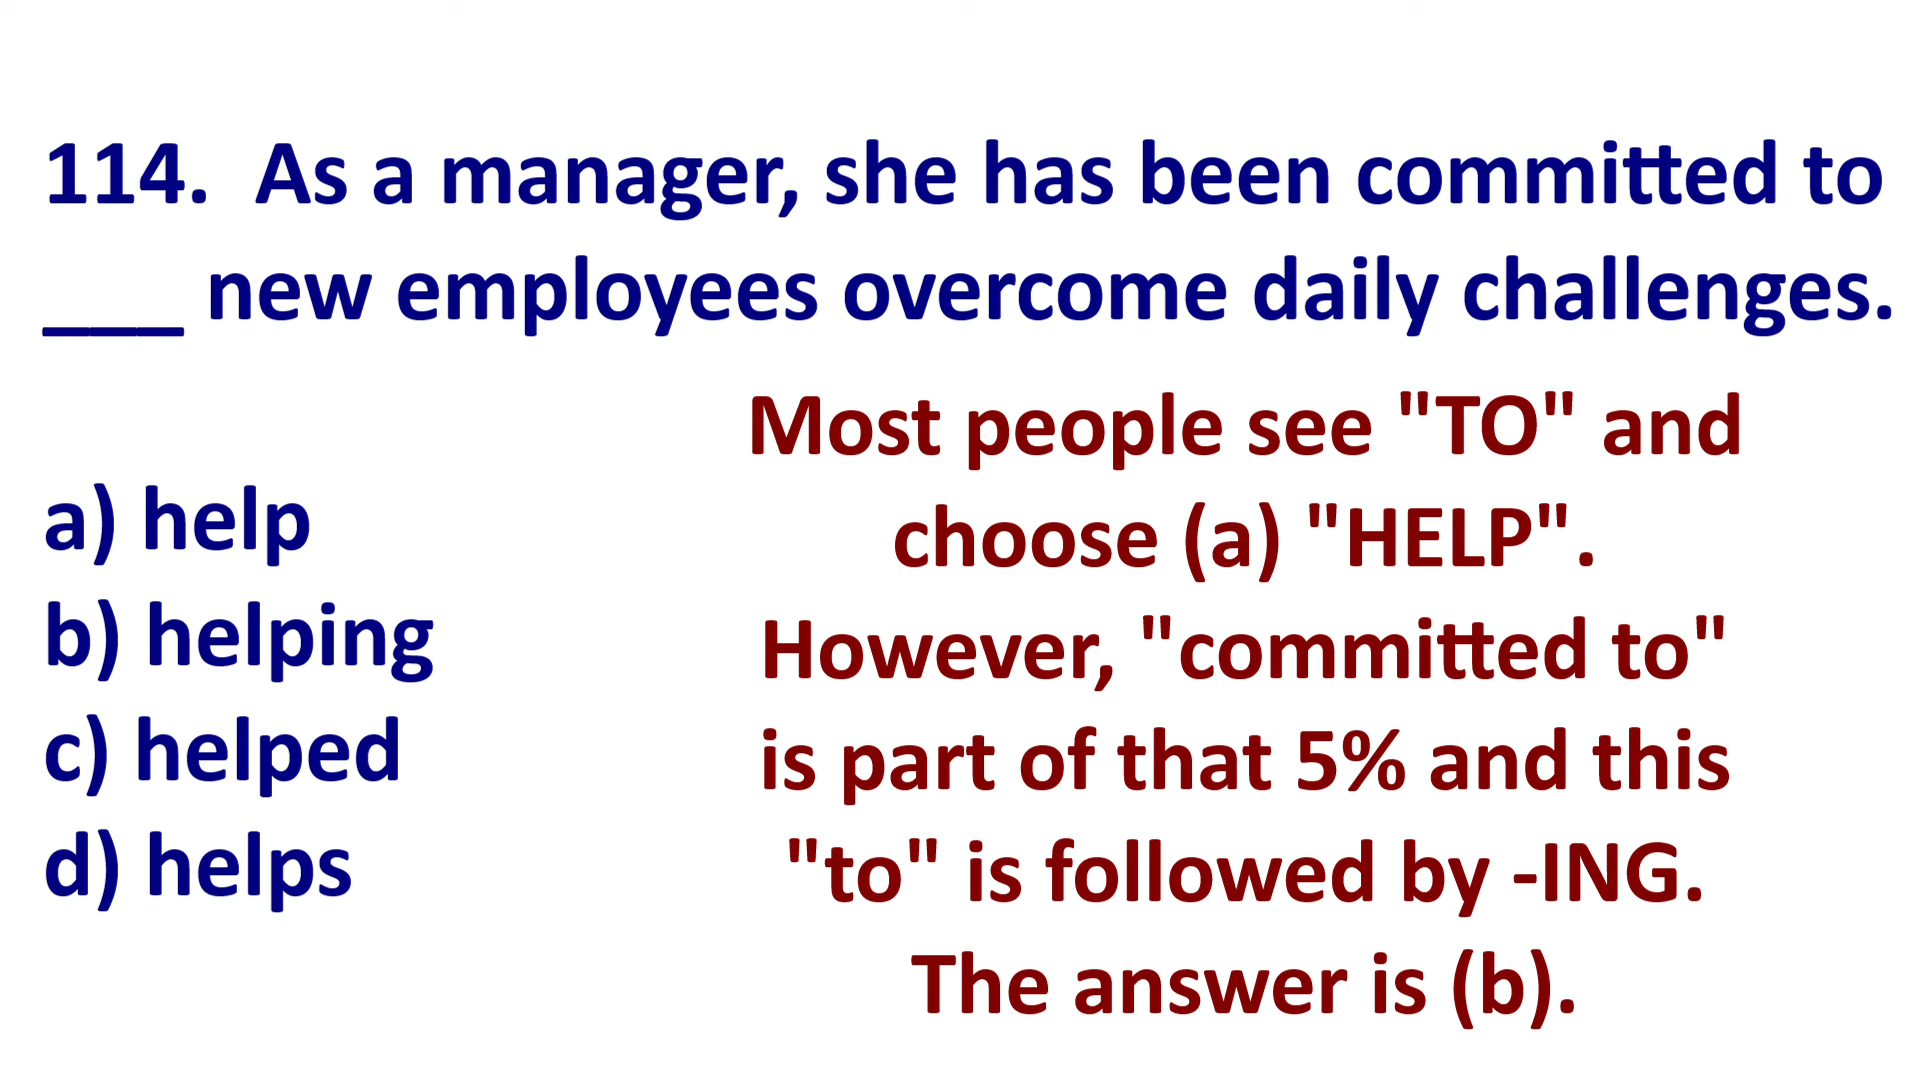 114.  As a manager, she has been committed to
___ new employees overcome daily challenges.
a) help
b) helping
c) helped
d) helps
Most people see "TO" and
choose (a) "HELP".
However, "committed to"
is part of that 5% and this
"to" is followed by -ING.
The answer is (b).